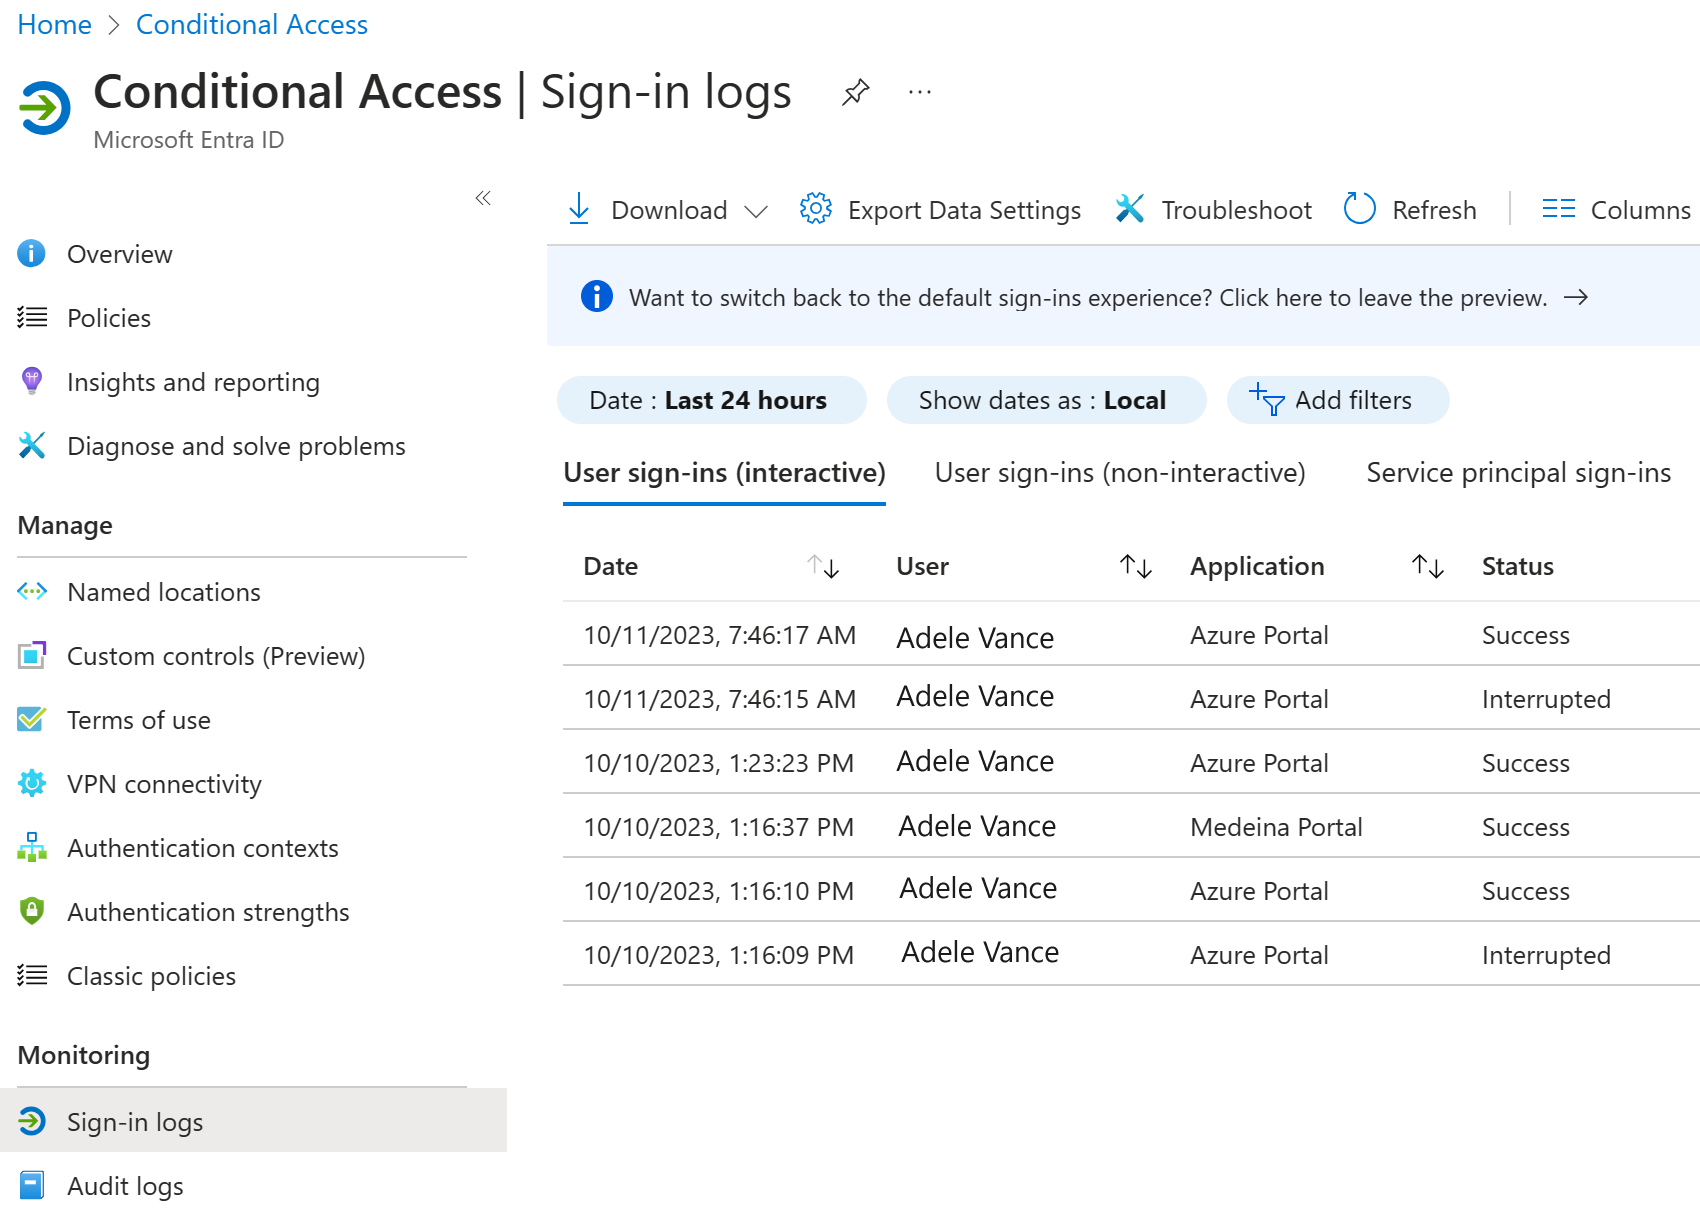 Home > Conditional Access
Conditional Access | Sign-in logs ...
Microsoft Entra ID
«
Overview
Policies
Insights and reporting
Diagnose and solve problems
Manage
Named locations
Custom controls (Preview)
Terms of use
VPN connectivity
Authentication contexts
Authentication strengths
Classic policies
Monitoring
Sign-in logs
Audit logs
Download Export Data Settings Troubleshoot Refresh Columns
Want to switch back to the default sign-ins experience? Click here to leave the preview. →
Date : Last 24 hours Show dates as : Local Add filters
User sign-ins (interactive) User sign-ins (non-interactive) Service principal sign-ins
Date ↑↓ User ↑↓ Application ↑↓ Status
10/11/2023, 7:46:17 AM Adele Vance Azure Portal Success
10/11/2023, 7:46:15 AM Adele Vance Azure Portal Interrupted
10/10/2023, 1:23:23 PM Adele Vance Azure Portal Success
10/10/2023, 1:16:37 PM Adele Vance Medeina Portal Success
10/10/2023, 1:16:10 PM Adele Vance Azure Portal Success
10/10/2023, 1:16:09 PM Adele Vance Azure Portal Interrupted